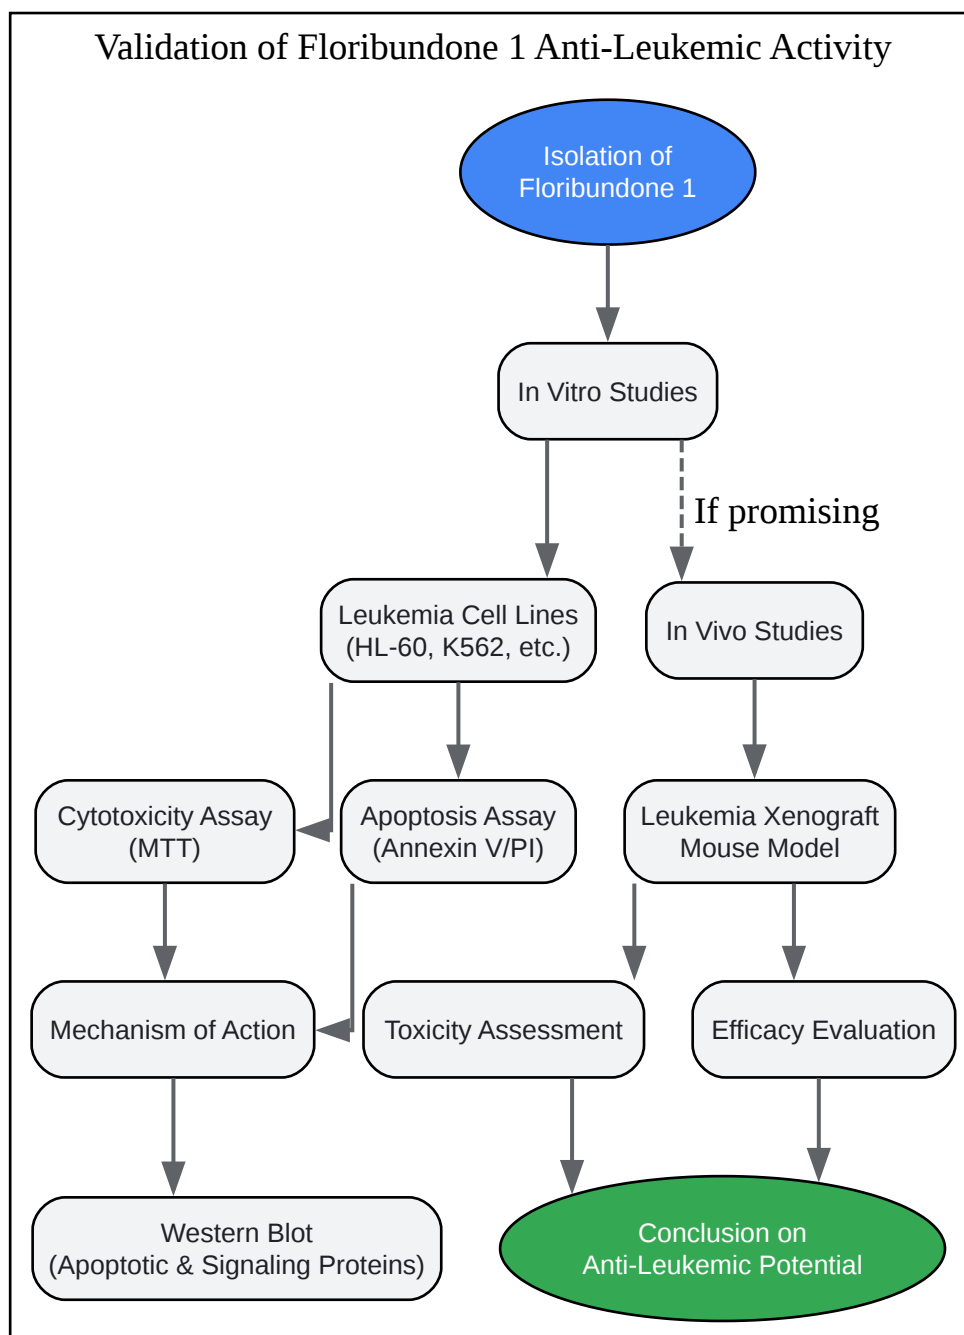 Validation of Floribundone 1 Anti-Leukemic Activity
Isolation of
Floribundone 1
In Vitro Studies
If promising
Leukemia Cell Lines
(HL-60, K562, etc.)
In Vivo Studies
Cytotoxicity Assay
(MTT)
Apoptosis Assay
(Annexin V/PI)
Leukemia Xenograft
Mouse Model
Mechanism of Action
Toxicity Assessment
Efficacy Evaluation
Western Blot
(Apoptotic & Signaling Proteins)
Conclusion on
Anti-Leukemic Potential